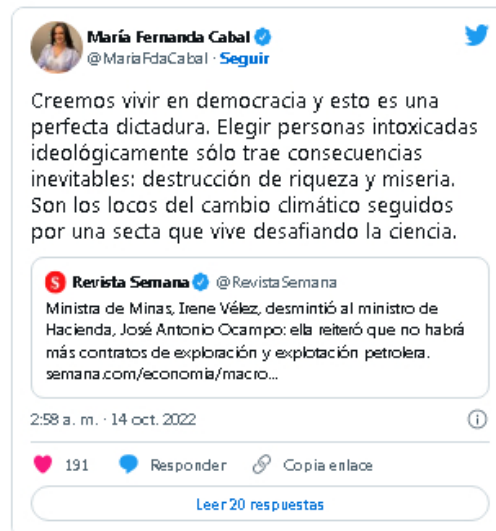 María Fernanda Cabal
@MariaFdaCabal · Seguir
Creemos vivir en democracia y esto es una
perfecta dictadura. Elegir personas intoxicadas
ideológicamente sólo trae consecuencias
inevitables: destrucción de riqueza y miseria.
Son los locos del cambio climático seguidos
por una secta que vive desafiando la ciencia.
S Revista Semana @RevistaSemana
Ministra de Minas, Irene Vélez, desmintió al ministro de
Hacienda, José Antonio Ocampo: ella reiteró que no habrá
más contratos de exploración y explotación petrolera.
semana.com/economia/macro...
2:58 a. m. · 14 oct. 2022
191 Responder Copia enlace
Leer 20 respuestas